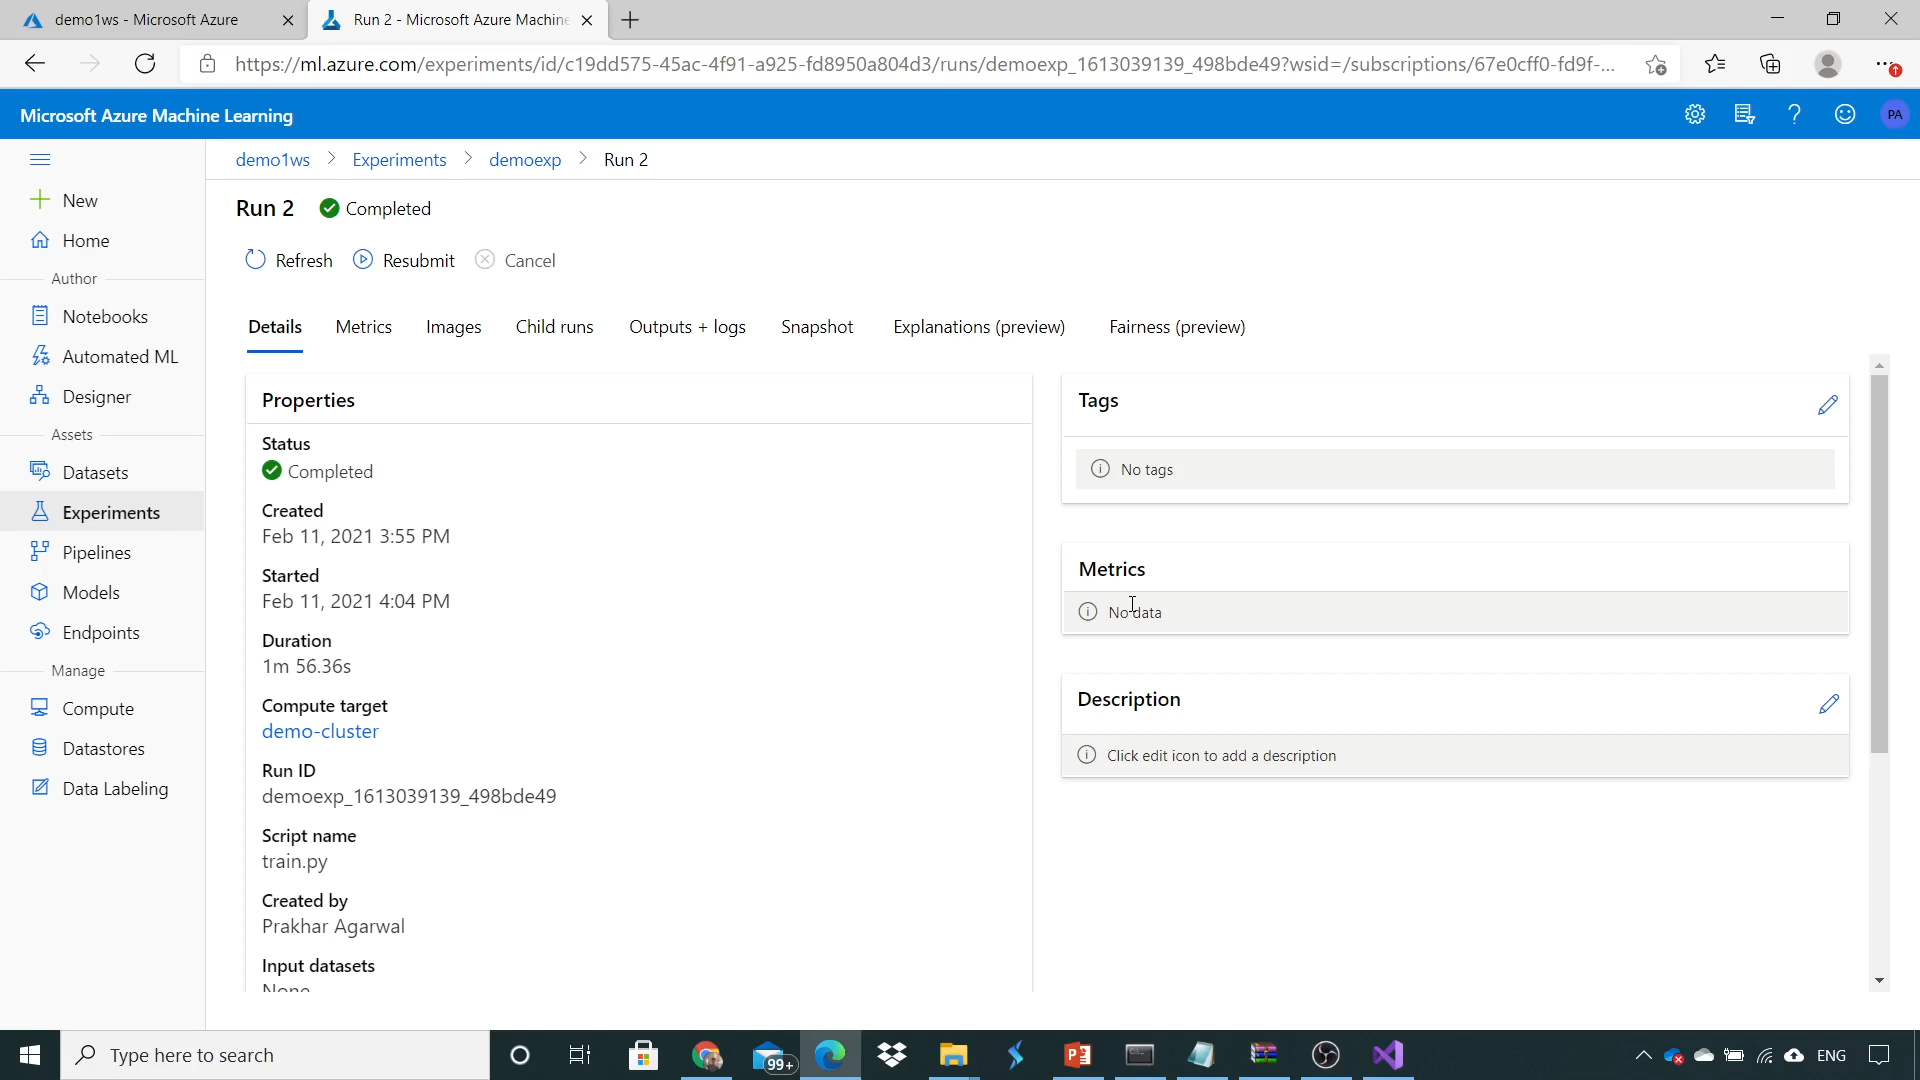 demo1ws - Microsoft Azure
Run 2 - Microsoft Azure Machine
https://ml.azure.com/experiments/id/c19dd575-45ac-4f91-a925-fd8950a804d3/runs/demoexp_1613039139_498bde49?wsid=/subscriptions/67e0cff0-fd9f-...
Microsoft Azure Machine Learning
PA
demo1ws > Experiments > demoexp > Run 2
New
Home
Author
Notebooks
Automated ML
Designer
Assets
Datasets
Experiments
Pipelines
Models
Endpoints
Manage
Compute
Datastores
Data Labeling
Run 2 Completed
Refresh Resubmit Cancel
Details Metrics Images Child runs Outputs + logs Snapshot Explanations (preview) Fairness (preview)
Properties
Status
Completed
Created
Feb 11, 2021 3:55 PM
Started
Feb 11, 2021 4:04 PM
Duration
1m 56.36s
Compute target
demo-cluster
Run ID
demoexp_1613039139_498bde49
Script name
train.py
Created by
Prakhar Agarwal
Input datasets
None
Tags
No tags
Metrics
No data
Description
Click edit icon to add a description
Type here to search
99+
ENG